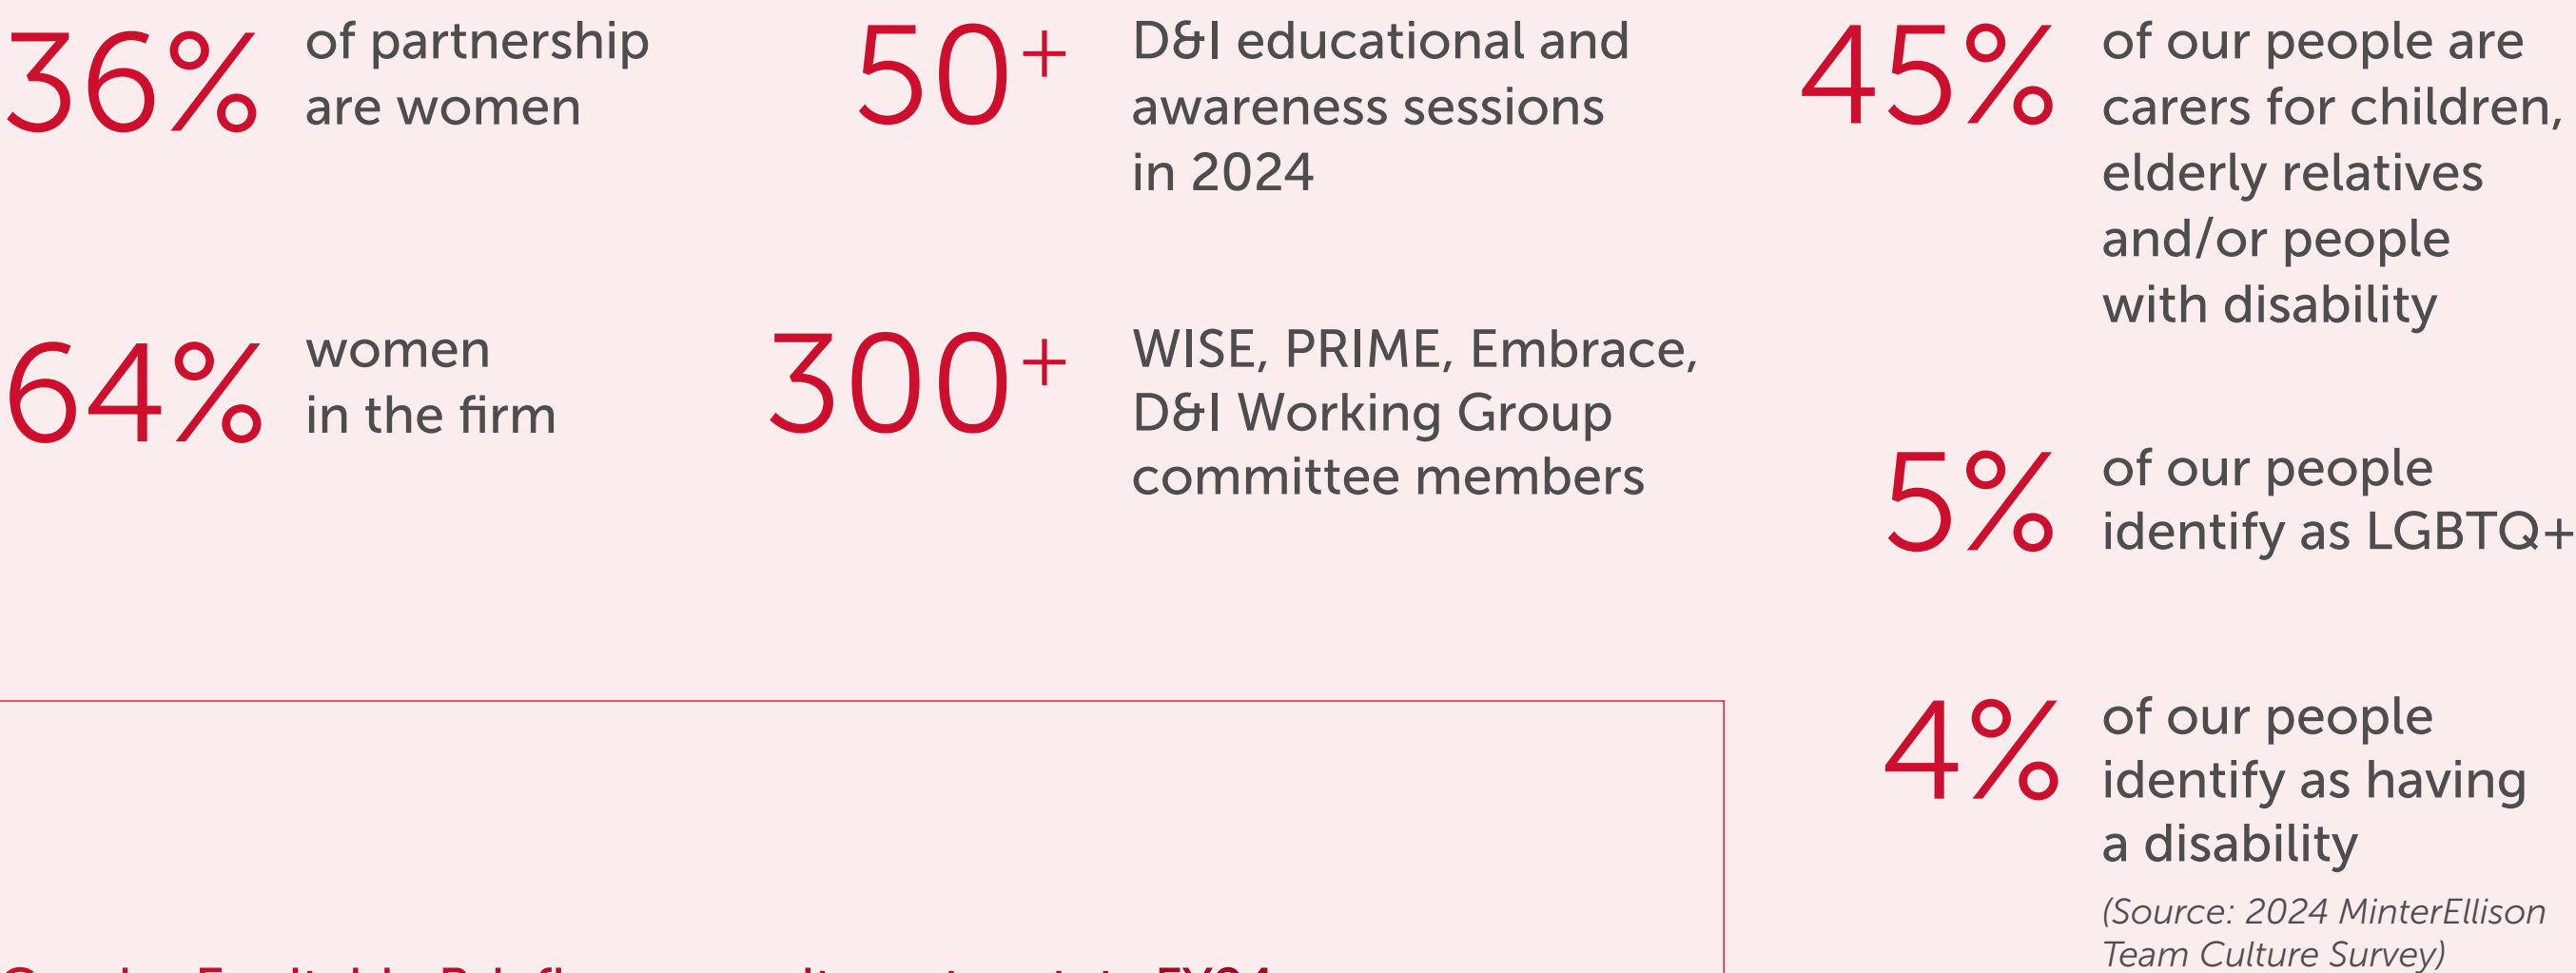 36%
of partnership
are women
64%
women
in the firm
50+
D&I educational and
awareness sessions
in 2024
300+
WISE, PRIME, Embrace,
D&I Working Group
committee members
45%
of our people are
carers for children,
elderly relatives
and/or people
with disability
5%
of our people
identify as LGBTQ+
4%
of our people
identify as having
a disability
(Source: 2024 MinterEllison
Team Culture Survey)